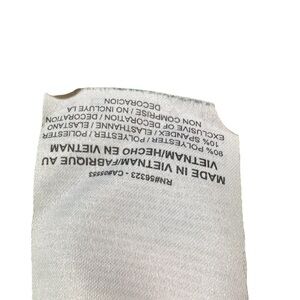 RN#56323 - CA#05553
MADE IN VIETNAM/FABRIQUE AU
VIETNAM/HECHO EN VIETNAM
90% POLYESTER / POLYESTER / POLIESTER
10% SPANDEX / ELASTHANNE / ELASTANO
EXCLUSIVE OF DECORATION /
NON COMPRISE / NO INCLUYE LA
DECORACION